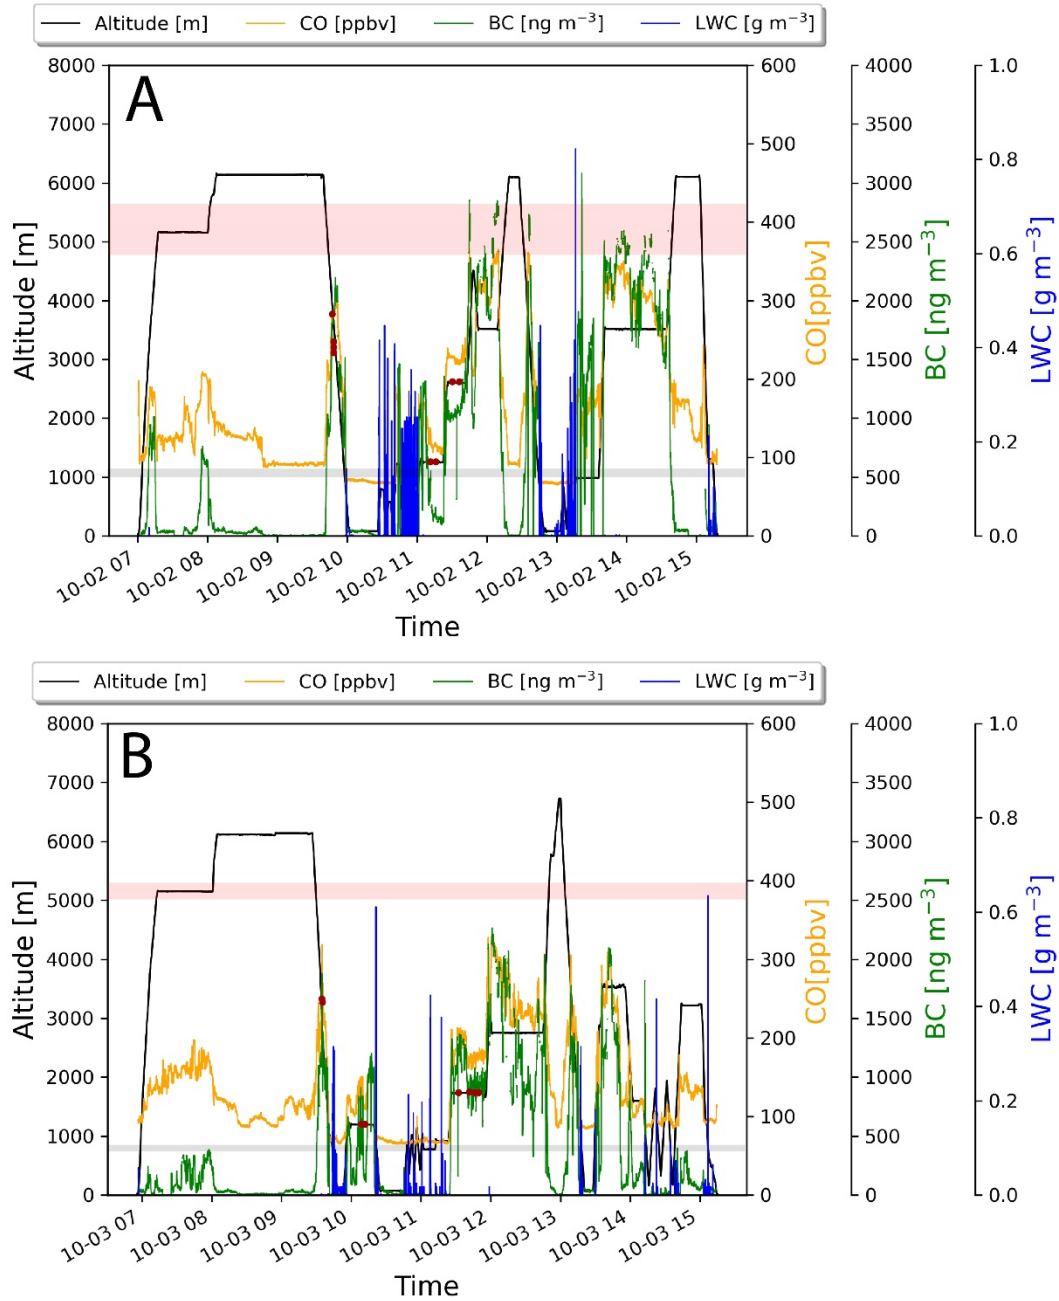 Altitude [m] CO [ppbv] BC [ng m⁻³] LWC [g m⁻³]
A
8000 7000 6000 5000 4000 3000 2000 1000 0
Altitude [m]
600 500 400 300 200 100 0
CO[ppbv]
4000 3500 3000 2500 2000 1500 1000 500 0
BC [ng m⁻³]
1.0 0.8 0.6 0.4 0.2 0.0
LWC [g m⁻³]
10-02 07 10-02 08 10-02 09 10-02 10 10-02 11 10-02 12 10-02 13 10-02 14 10-02 15
Time
Altitude [m] CO [ppbv] BC [ng m⁻³] LWC [g m⁻³]
B
8000 7000 6000 5000 4000 3000 2000 1000 0
Altitude [m]
600 500 400 300 200 100 0
CO[ppbv]
4000 3500 3000 2500 2000 1500 1000 500 0
BC [ng m⁻³]
1.0 0.8 0.6 0.4 0.2 0.0
LWC [g m⁻³]
10-03 07 10-03 08 10-03 09 10-03 10 10-03 11 10-03 12 10-03 13 10-03 14 10-03 15
Time